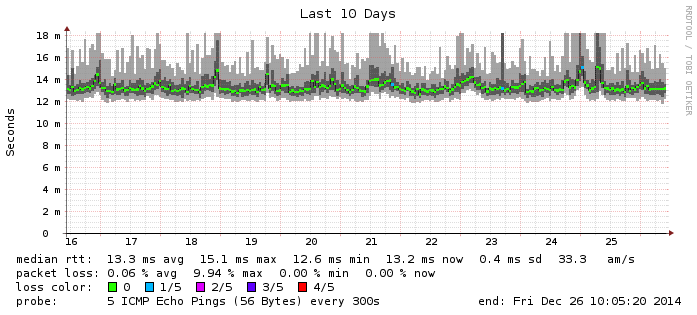 Last 10 Days
RRDTOOL / TOBI OETIKER
Seconds
18 m
16 m
14 m
12 m
10 m
8 m
6 m
4 m
2 m
0
16 17 18 19 20 21 22 23 24 25
median rtt: 13.3 ms avg 15.1 ms max 12.6 ms min 13.2 ms now 0.4 ms sd 33.3 am/s
packet loss: 0.06 % avg 9.94 % max 0.00 % min 0.00 % now
loss color: 0 1/5 2/5 3/5 4/5
probe: 5 ICMP Echo Pings (56 Bytes) every 300s end: Fri Dec 26 10:05:20 2014